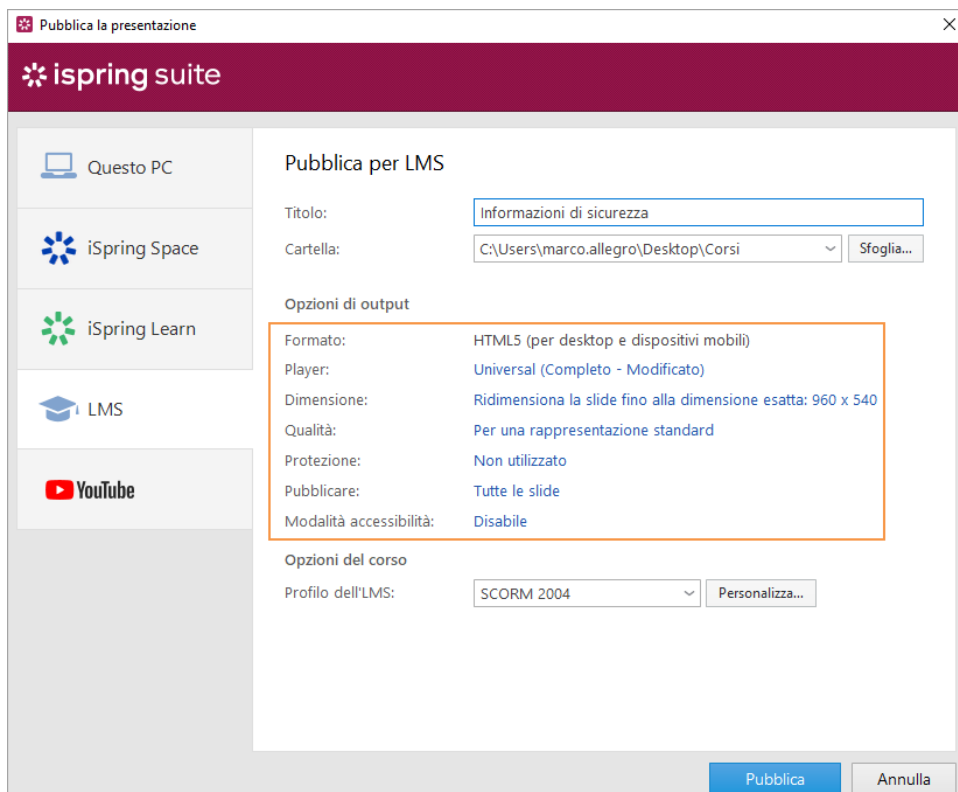 Pubblica la presentazione
ispring suite
Questo PC
iSpring Space
iSpring Learn
LMS
YouTube
Pubblica per LMS
Titolo: Informazioni di sicurezza
Cartella: C:\Users\marco.allegro\Desktop\Corsi Sfoglia...
Opzioni di output
Formato: HTML5 (per desktop e dispositivi mobili)
Player: Universal (Completo - Modificato)
Dimensione: Ridimensiona la slide fino alla dimensione esatta: 960 x 540
Qualità: Per una rappresentazione standard
Protezione: Non utilizzato
Pubblicare: Tutte le slide
Modalità accessibilità: Disabile
Opzioni del corso
Profilo dell'LMS: SCORM 2004 Personalizza...
Pubblica Annulla